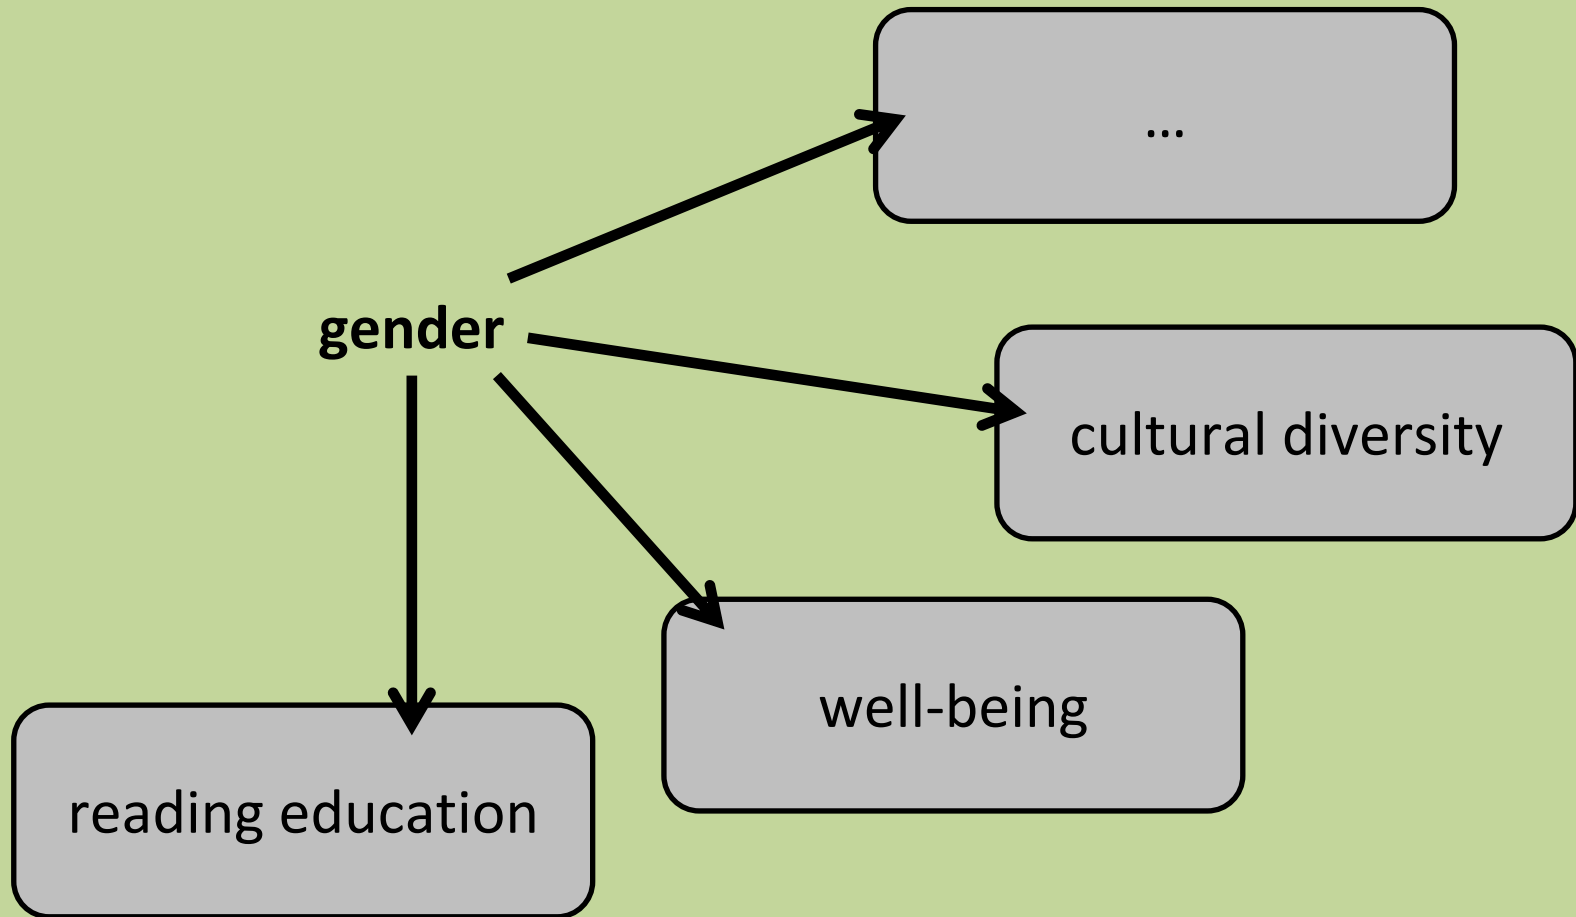 …
gender
cultural diversity
well-being
reading education